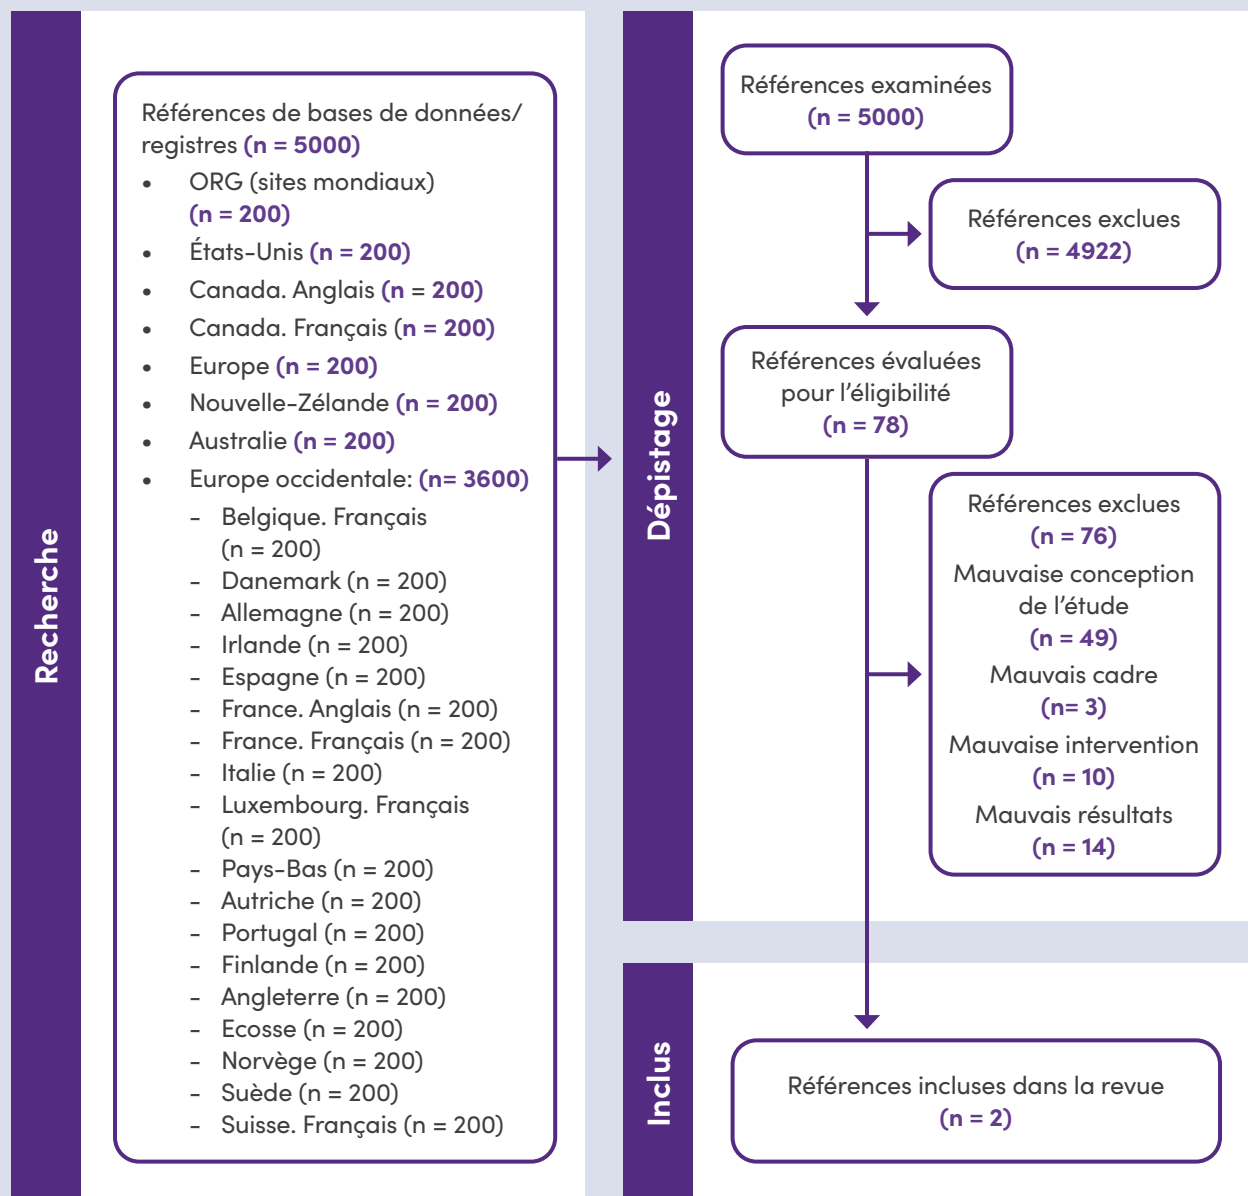 Recherche
Références de bases de données/
registres (n = 5000)
• ORG (sites mondiaux)
(n = 200)
• États-Unis (n = 200)
• Canada. Anglais (n = 200)
• Canada. Français (n = 200)
• Europe (n = 200)
• Nouvelle-Zélande (n = 200)
• Australie (n = 200)
• Europe occidentale: (n= 3600)
- Belgique. Français
(n = 200)
- Danemark (n = 200)
- Allemagne (n = 200)
- Irlande (n = 200)
- Espagne (n = 200)
- France. Anglais (n = 200)
- France. Français (n = 200)
- Italie (n = 200)
- Luxembourg. Français
(n = 200)
- Pays-Bas (n = 200)
- Autriche (n = 200)
- Portugal (n = 200)
- Finlande (n = 200)
- Angleterre (n = 200)
- Ecosse (n = 200)
- Norvège (n = 200)
- Suède (n = 200)
- Suisse. Français (n = 200)
Dépistage
Références examinées
(n = 5000)
Références exclues
(n = 4922)
Références évaluées
pour l’éligibilité
(n = 78)
Références exclues
(n = 76)
Mauvaise conception
de l’étude
(n = 49)
Mauvais cadre
(n= 3)
Mauvaise intervention
(n = 10)
Mauvais résultats
(n = 14)
Inclus
Références incluses dans la revue
(n = 2)